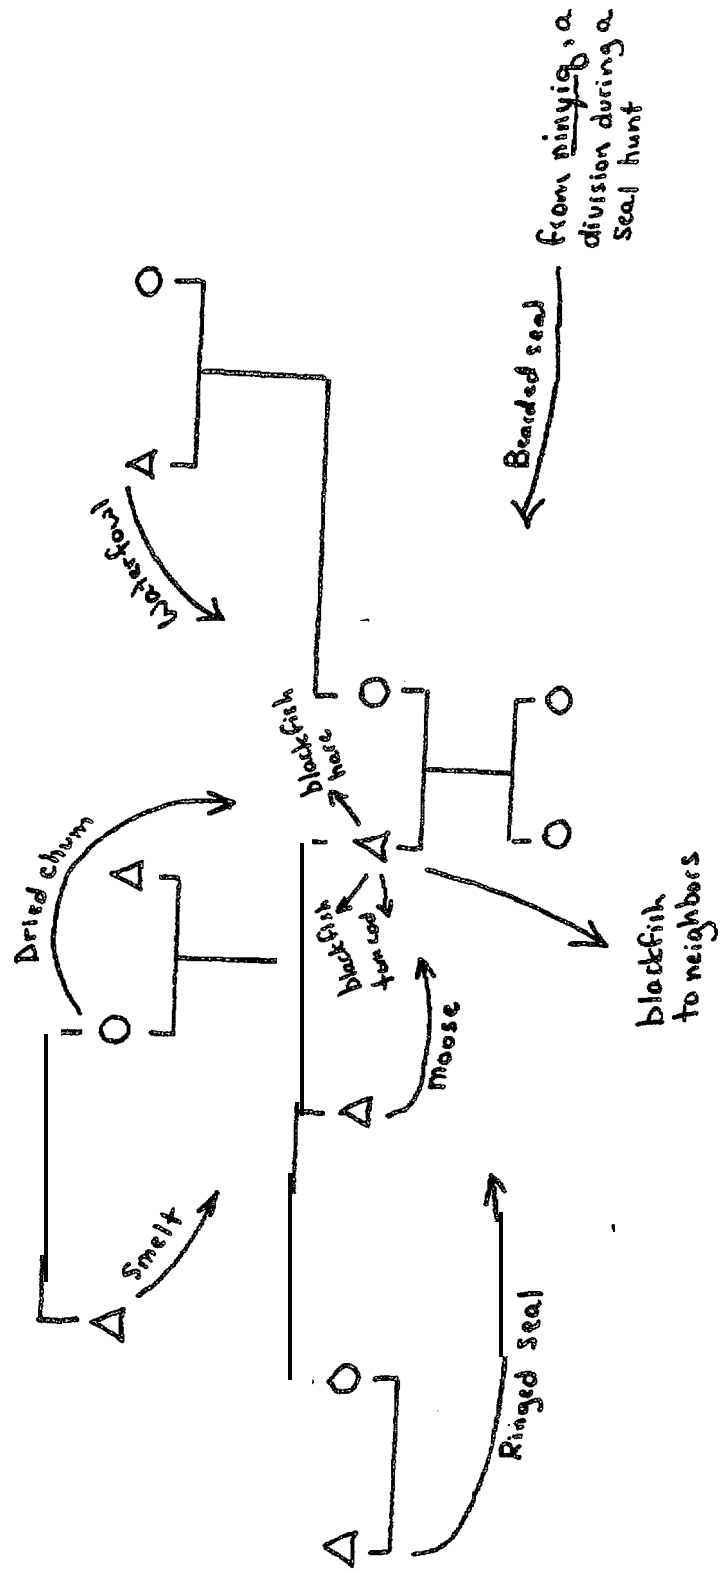 Dried chum
Waterfowl
Smelt
blackfish
hare
blackfish
tomcod
Moose
Ringed seal
Bearded seal
from ninyiq, a
division during a
seal hunt
blackfish
to neighbors